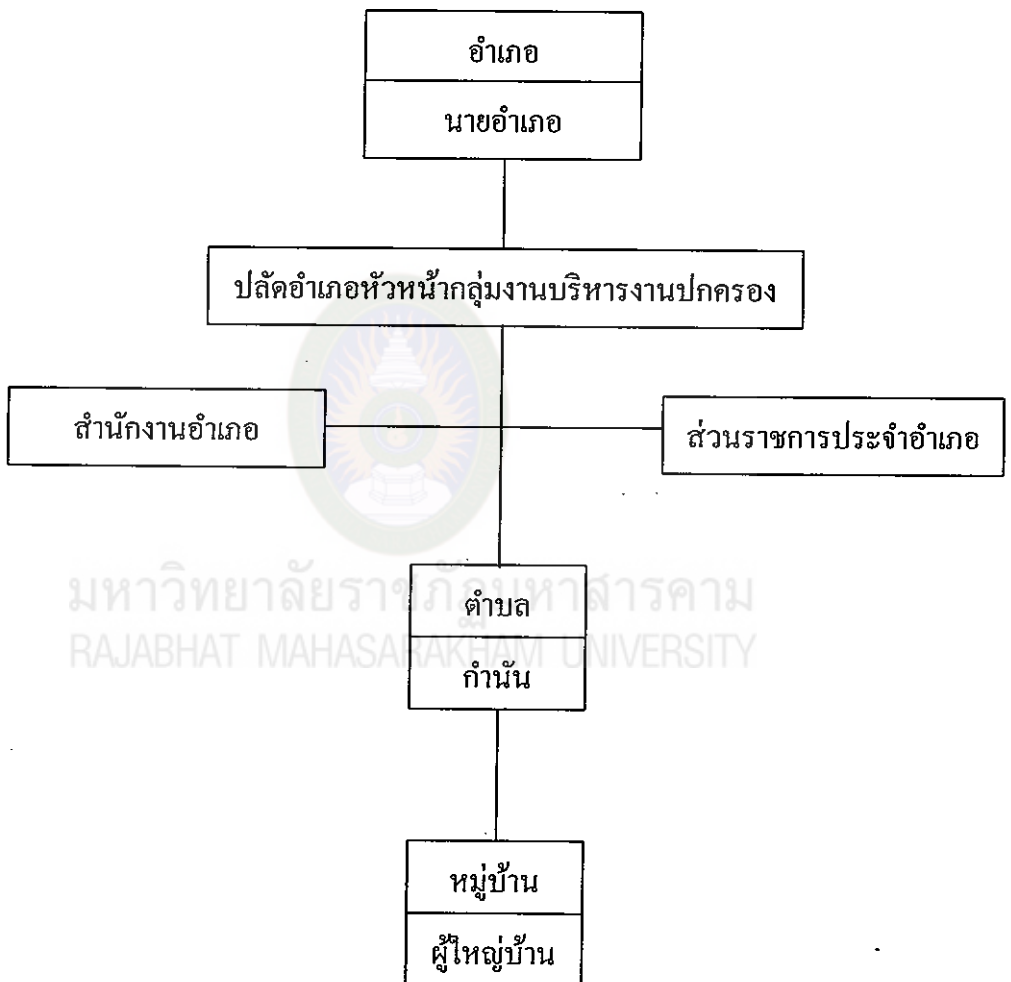 อำเภอ
นายอำเภอ
ปลัดอำเภอหัวหน้ากลุ่มงานบริหารงานปกครอง
สำนักงานอำเภอ
ส่วนราชการประจำอำเภอ
มหาวิทยาลัยราชภัฏมหาสารคาม
RAJABHAT MAHASARAKHAM UNIVERSITY
ตำบล
กำนัน
หมู่บ้าน
ผู้ใหญ่บ้าน